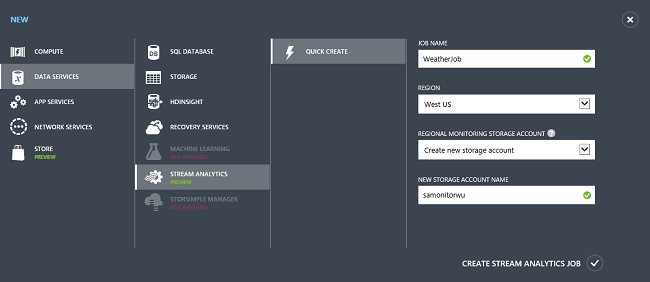 NEW
COMPUTE
DATA SERVICES
APP SERVICES
NETWORK SERVICES
STORE
PREVIEW
SQL DATABASE
STORAGE
HDINSIGHT
RECOVERY SERVICES
MACHINE LEARNING
NOT AVAILABLE
STREAM ANALYTICS
PREVIEW
STORSIMPLE MANAGER
NOT AVAILABLE
QUICK CREATE
JOB NAME
WeatherJob
REGION
West US
REGIONAL MONITORING STORAGE ACCOUNT ?
Create new storage account
NEW STORAGE ACCOUNT NAME
samonitorwu
CREATE STREAM ANALYTICS JOB